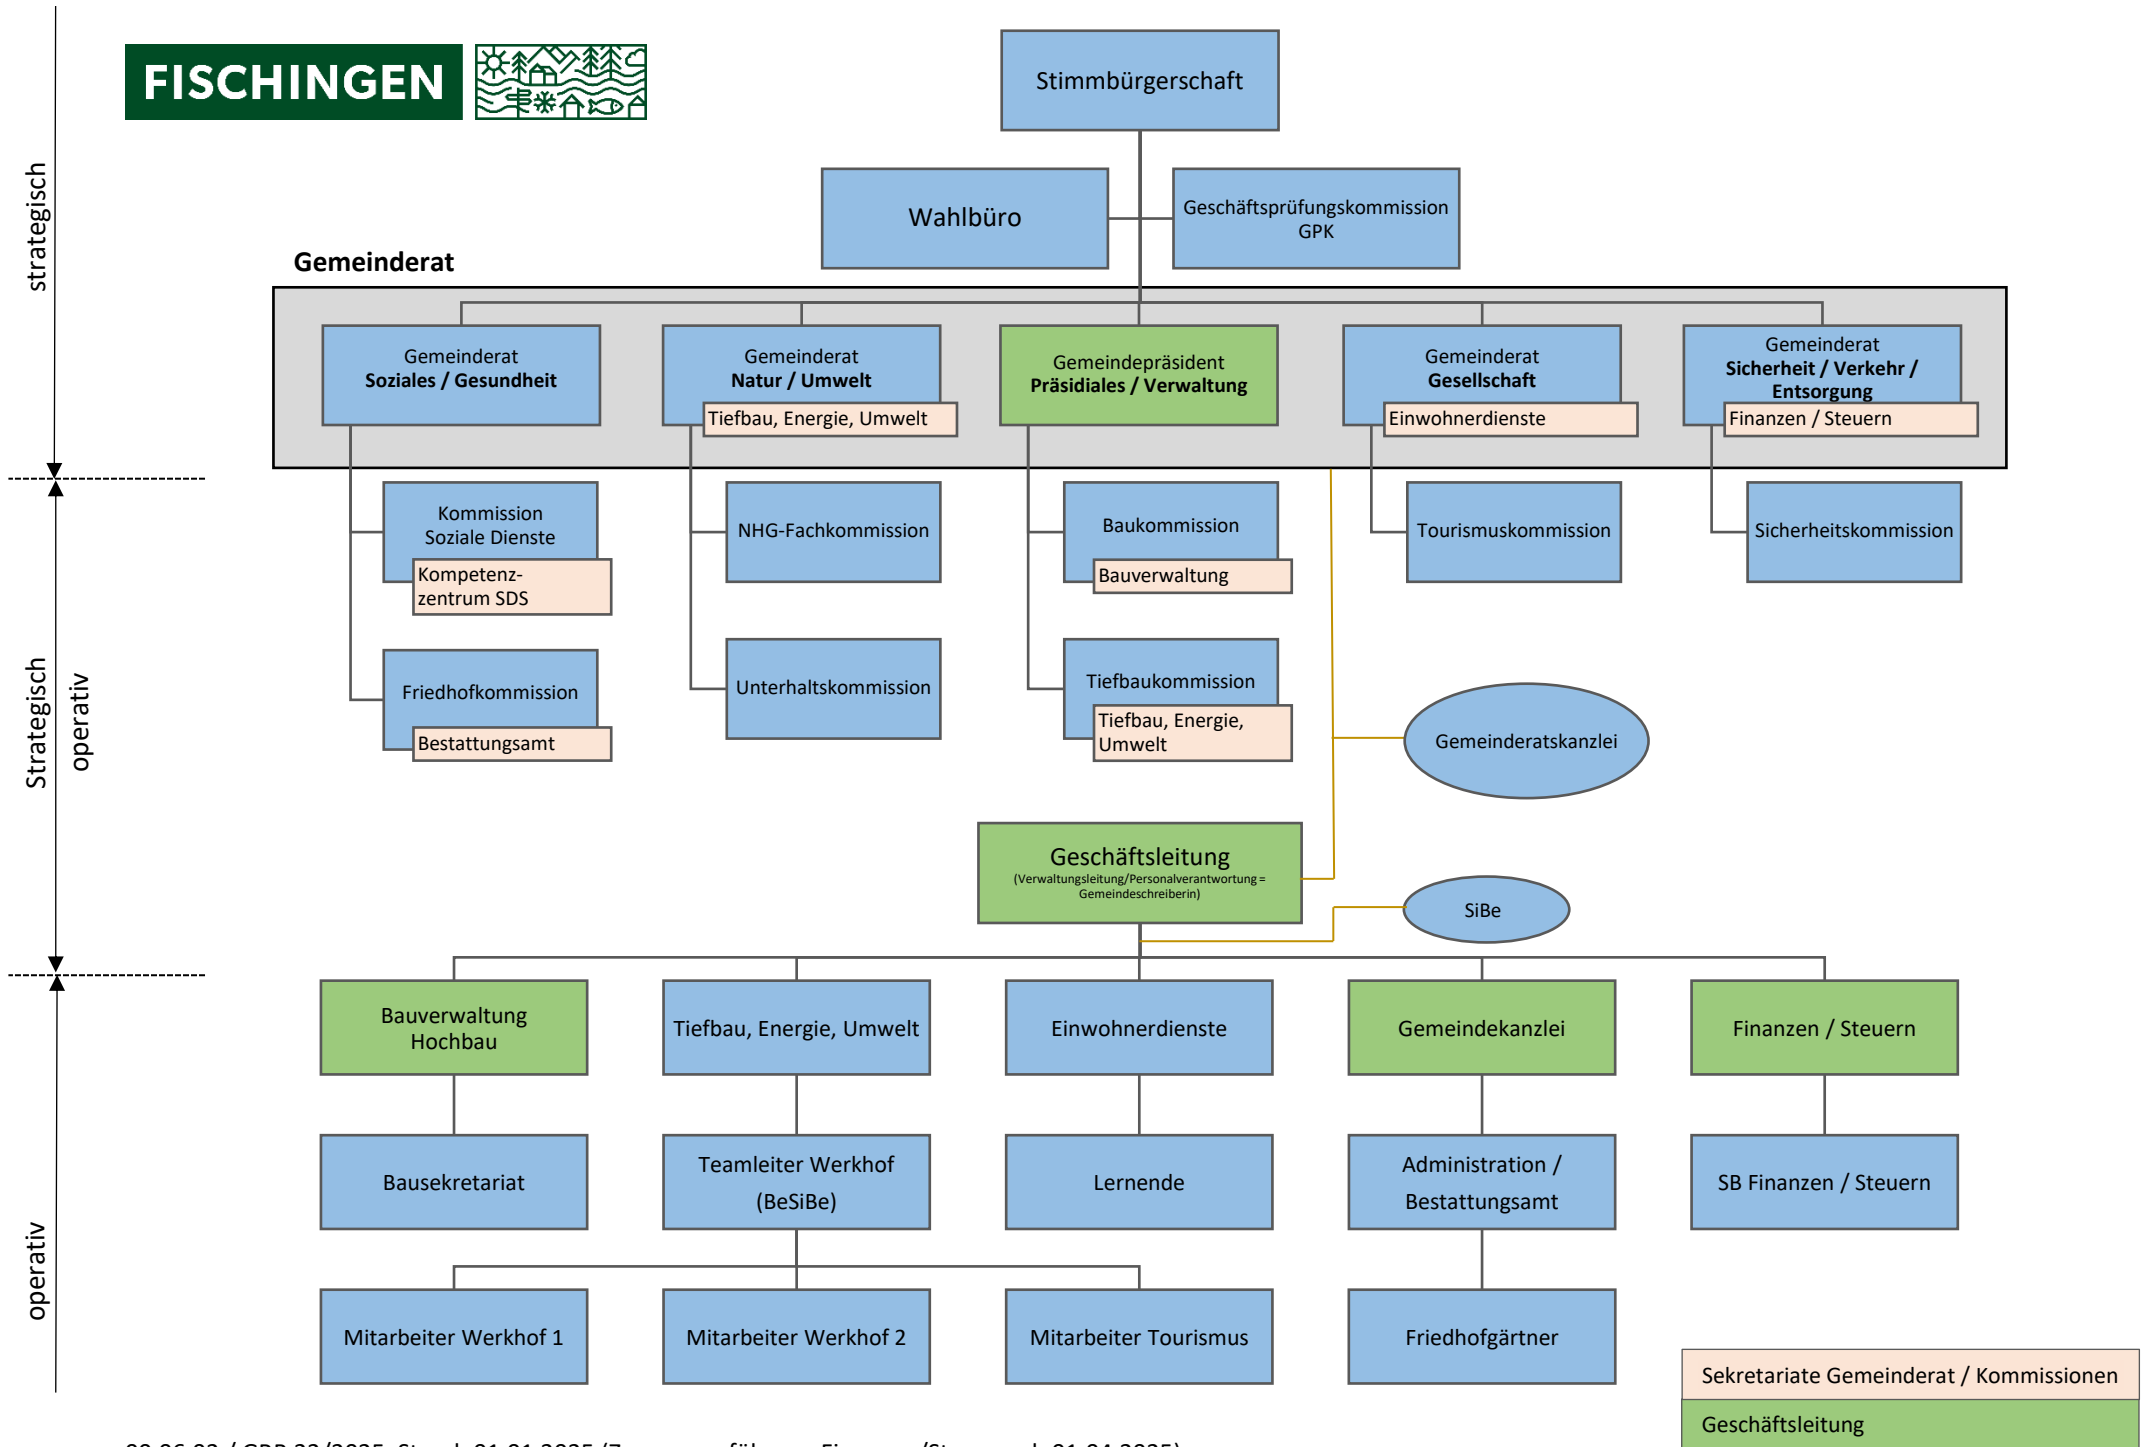 FISCHINGEN
Stimmbürgerschaft
Wahlbüro
Geschäftsprüfungskommission
GPK
strategisch
Gemeinderat
Gemeinderat
Soziales / Gesundheit
Gemeinderat
Natur / Umwelt
Tiefbau, Energie, Umwelt
Gemeindepräsident
Präsidiales / Verwaltung
Gemeinderat
Gesellschaft
Einwohnerdienste
Gemeinderat
Sicherheit / Verkehr /
Entsorgung
Finanzen / Steuern
Strategisch
operativ
Kommission
Soziale Dienste
Kompetenz-
zentrum SDS
NHG-Fachkommission
Baukommission
Bauverwaltung
Tourismuskommission
Sicherheitskommission
Friedhofkommission
Bestattungsamt
Unterhaltskommission
Tiefbaukommission
Tiefbau, Energie,
Umwelt
Gemeinderatskanzlei
Geschäftsleitung
(Verwaltungsleitung/Personalverantwortung =
Gemeindeschreiberin)
SiBe
operativ
Bauverwaltung
Hochbau
Tiefbau, Energie, Umwelt
Einwohnerdienste
Gemeindekanzlei
Finanzen / Steuern
Bausekretariat
Teamleiter Werkhof
(BeSiBe)
Lernende
Administration /
Bestattungsamt
SB Finanzen / Steuern
Mitarbeiter Werkhof 1
Mitarbeiter Werkhof 2
Mitarbeiter Tourismus
Friedhofgärtner
Sekretariate Gemeinderat / Kommissionen
Geschäftsleitung